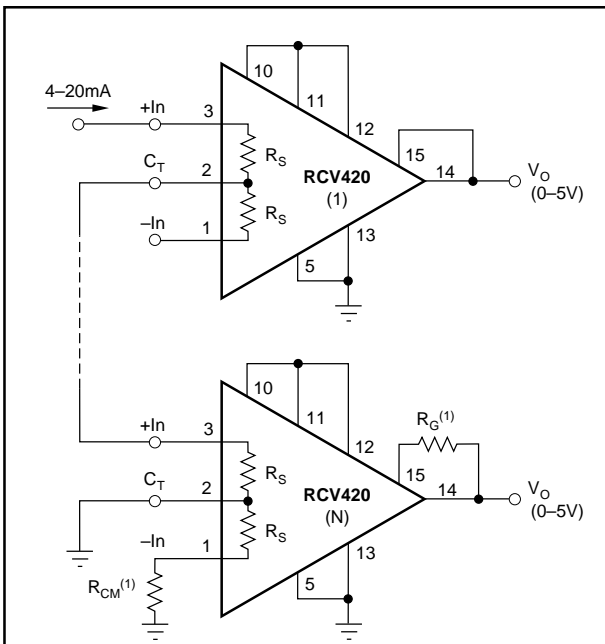 4–20mA
+In
3
C_T
2
–In
1
R_S
R_S
10
11
12
RCV420
(1)
15
14
V_O
(0–5V)
13
5
+In
3
C_T
2
–In
1
R_CM^(1)
R_S
R_S
10
11
12
RCV420
(N)
R_G^(1)
15
14
V_O
(0–5V)
13
5